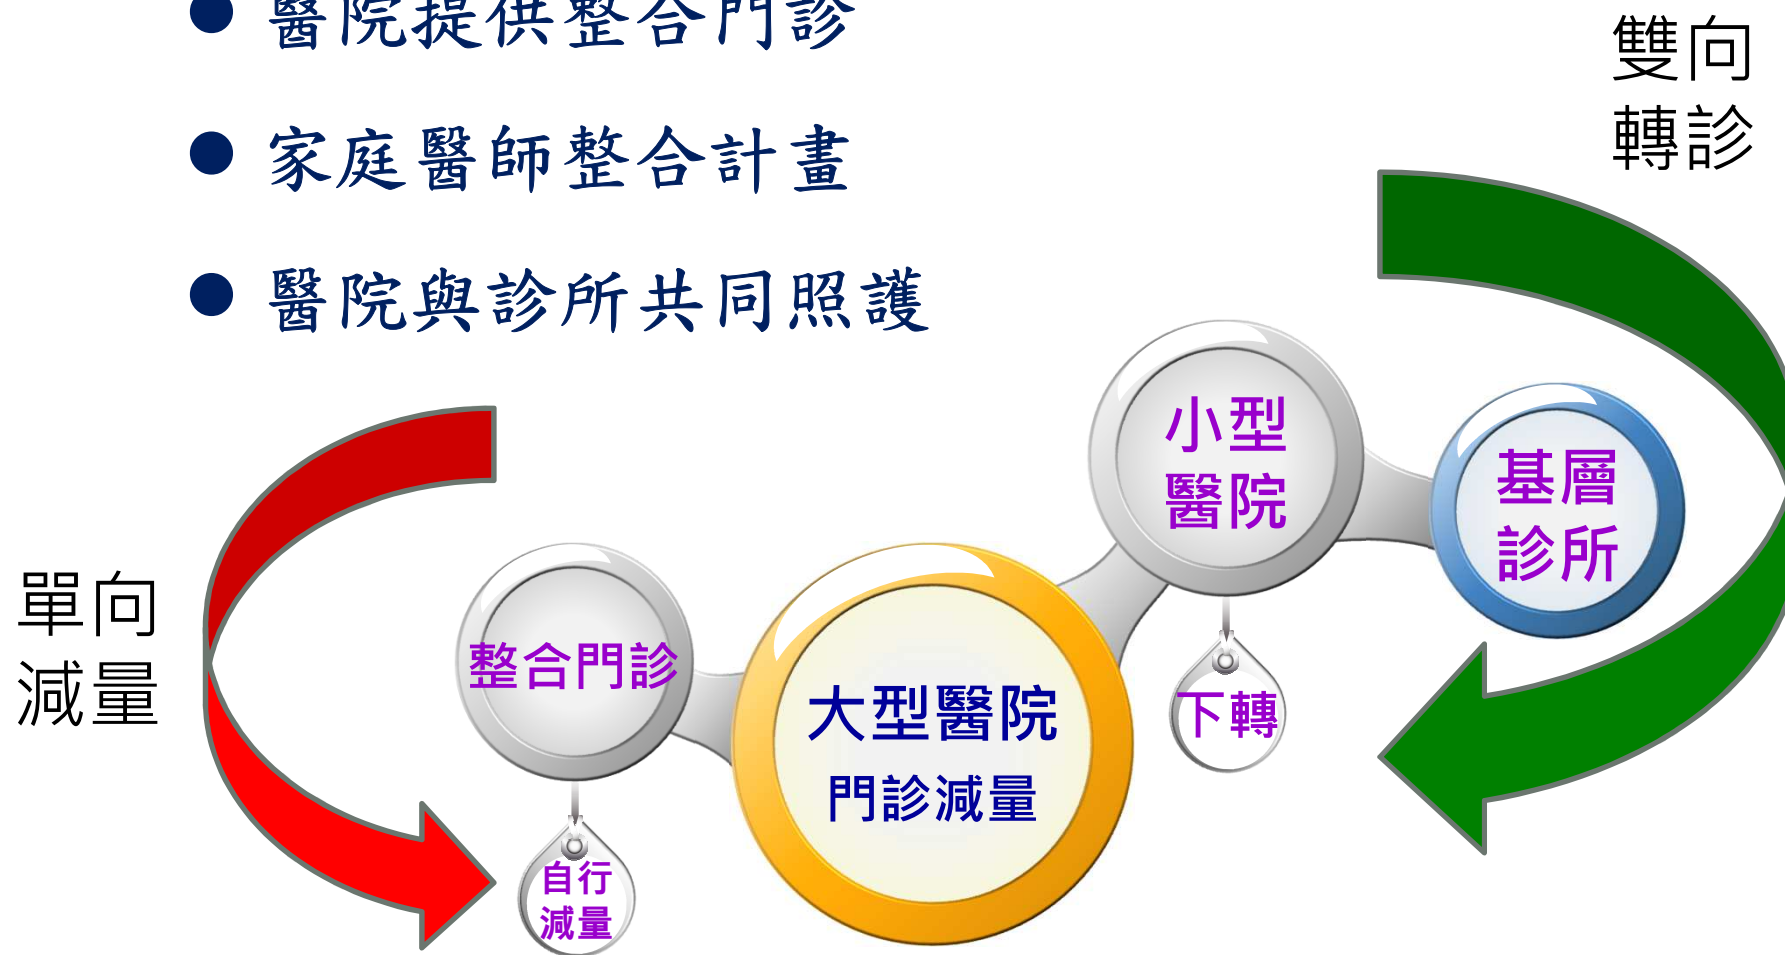 ● 醫院提供整合門診
● 家庭醫師整合計畫
● 醫院與診所共同照護
雙向
轉診
單向
減量
整合門診
自行
減量
大型醫院
門診減量
小型
醫院
下轉
基層
診所